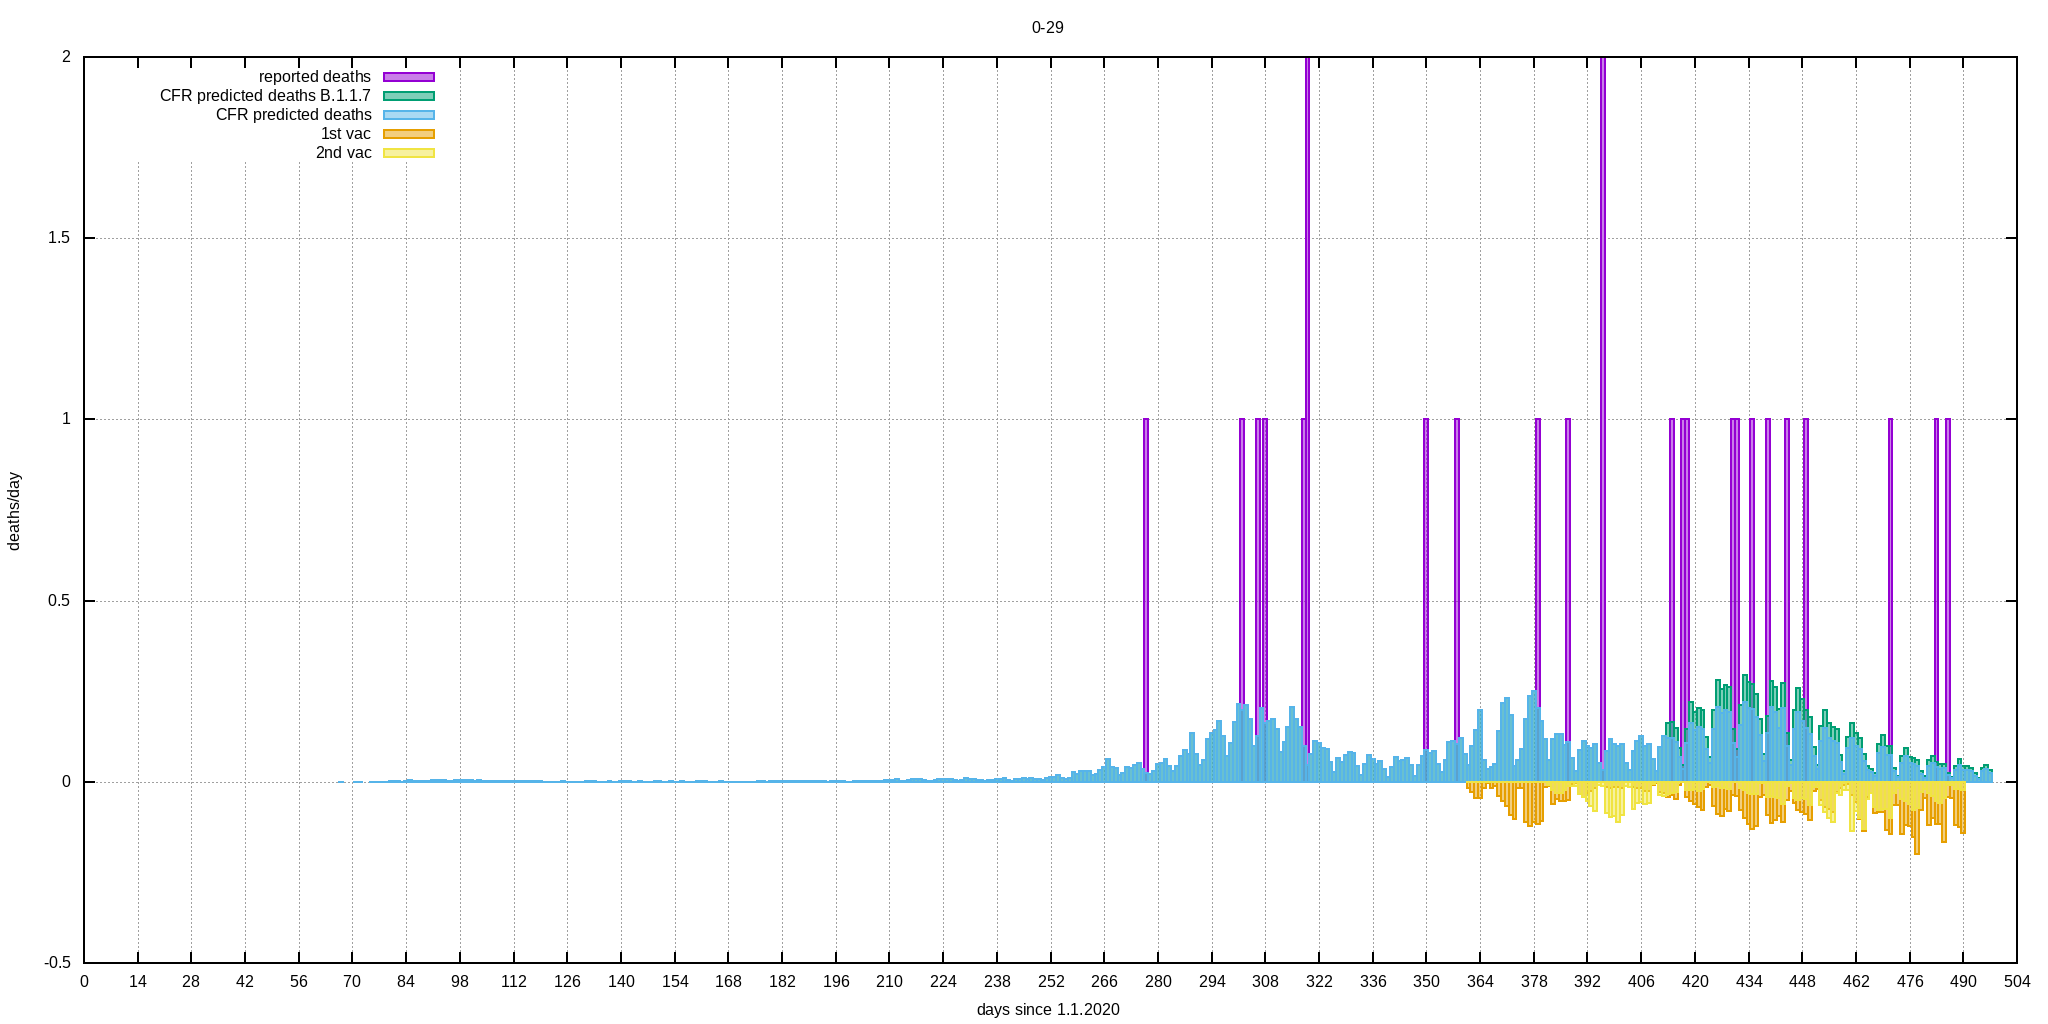 0-29
reported deaths
CFR predicted deaths B.1.1.7
CFR predicted deaths
1st vac
2nd vac
2
1.5
1
0.5
0
-0.5
deaths/day
0 14 28 42 56 70 84 98 112 126 140 154 168 182 196 210 224 238 252 266 280 294 308 322 336 350 364 378 392 406 420 434 448 462 476 490 504
days since 1.1.2020